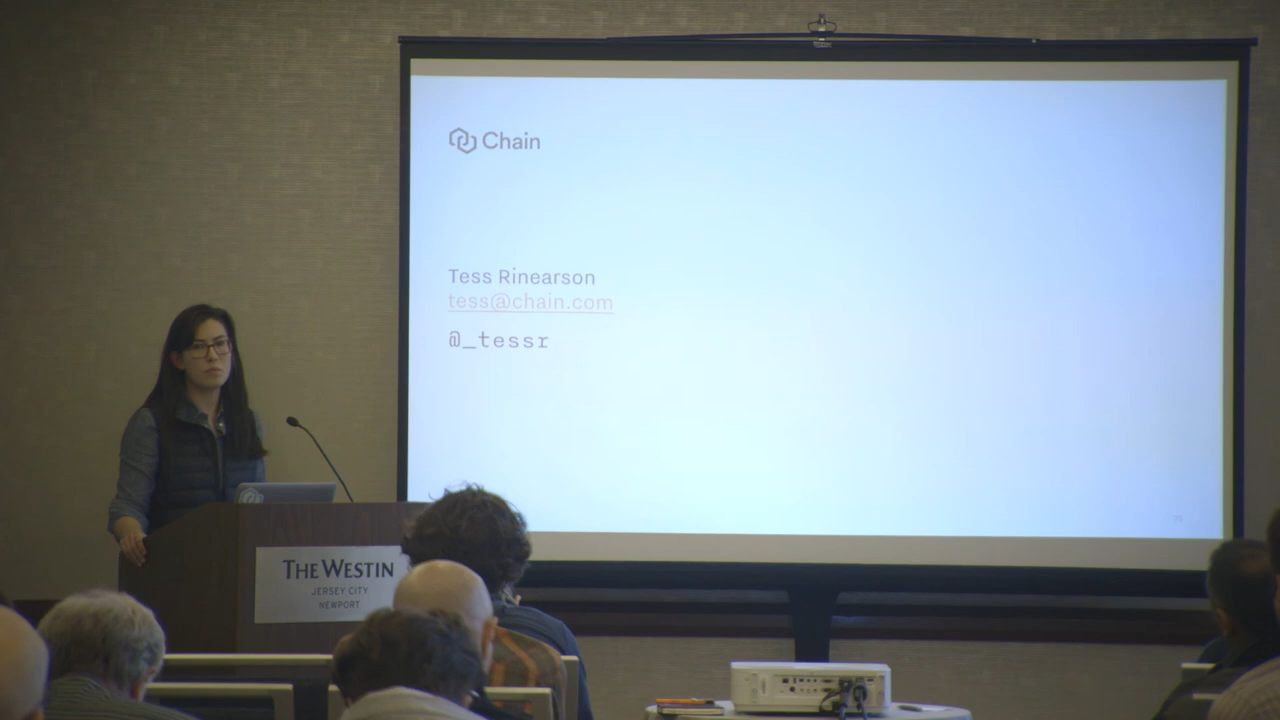 Chain
Tess Rinearson
tess@chain.com
@_tessr
THE WESTIN
JERSEY CITY
NEWPORT